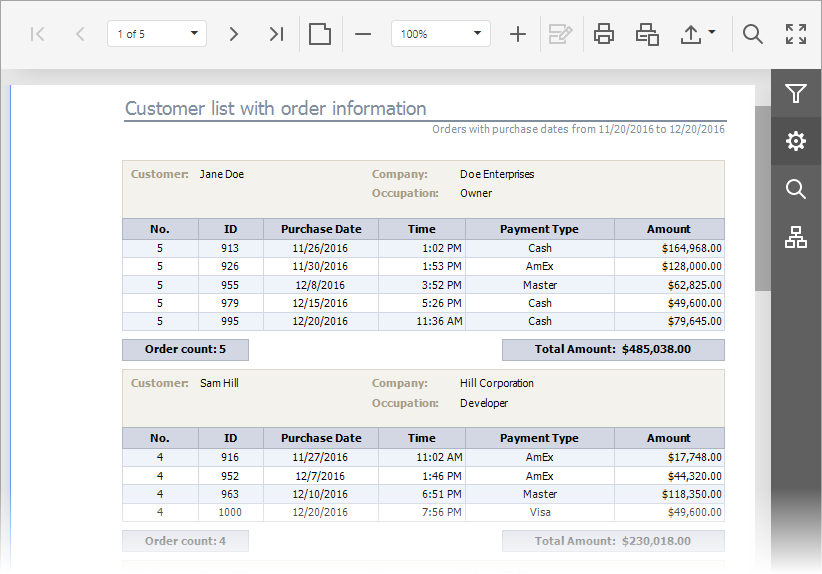 1 of 5 100%
Customer list with order information
Orders with purchase dates from 11/20/2016 to 12/20/2016
Customer: Jane Doe Company: Doe Enterprises
Occupation: Owner
No. ID Purchase Date Time Payment Type Amount
5 913 11/26/2016 1:02 PM Cash $164,968.00
5 926 11/30/2016 1:53 PM AmEx $128,000.00
5 955 12/8/2016 3:52 PM Master $62,825.00
5 979 12/15/2016 5:26 PM Cash $49,600.00
5 995 12/20/2016 11:36 AM Cash $79,645.00
Order count: 5 Total Amount: $485,038.00
Customer: Sam Hill Company: Hill Corporation
Occupation: Developer
No. ID Purchase Date Time Payment Type Amount
4 916 11/27/2016 11:02 AM AmEx $17,748.00
4 952 12/7/2016 1:46 PM AmEx $44,320.00
4 963 12/10/2016 6:51 PM Master $118,350.00
4 1000 12/20/2016 7:56 PM Visa $49,600.00
Order count: 4 Total Amount: $230,018.00